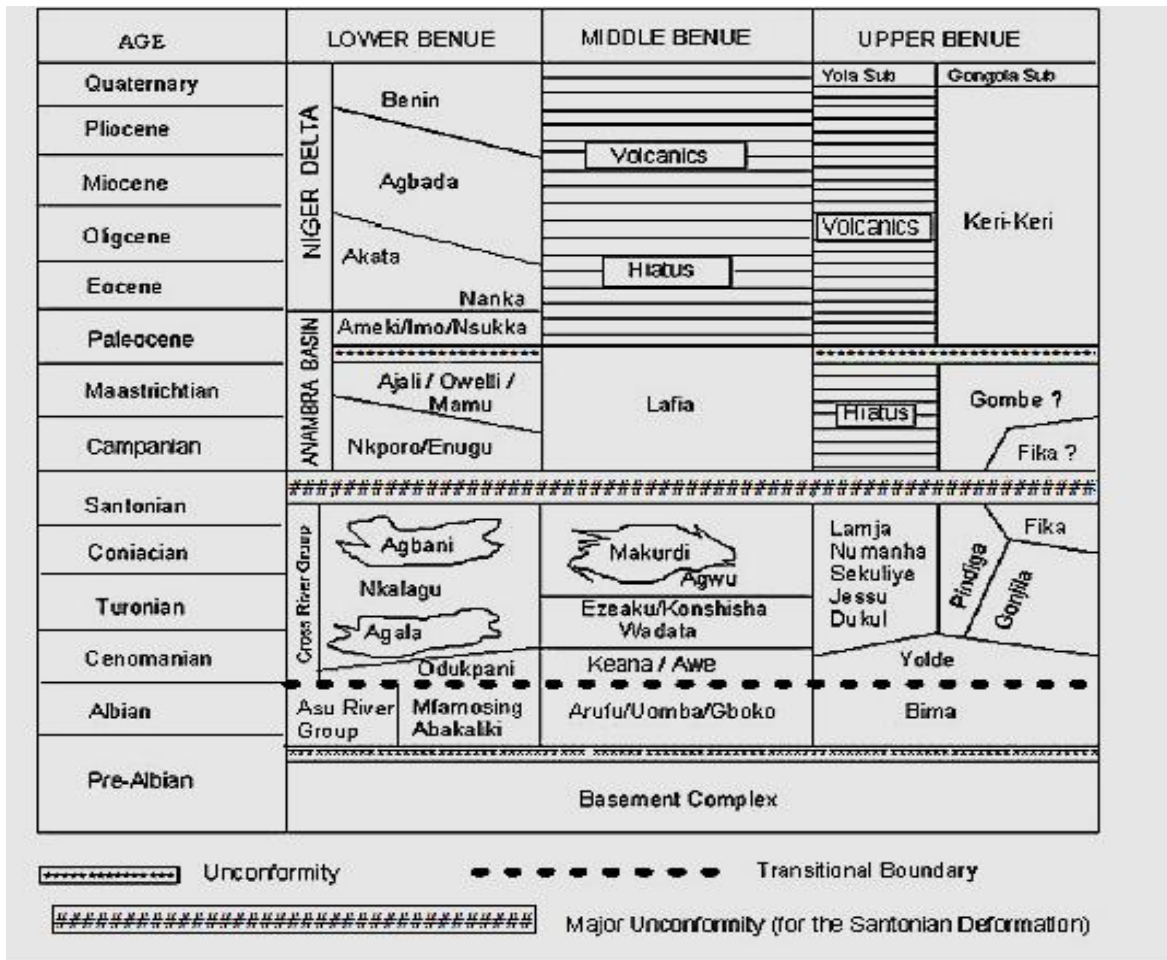 AGE
LOWER BENUE
MIDDLE BENUE
UPPER BENUE
Yola Sub
Gongola Sub
Quaternary
Pliocene
Miocene
Oligcene
Eocene
Paleocene
Maastrichtian
Campanian
Santonian
Coniacian
Turonian
Cenomanian
Albian
Pre-Albian
NIGER DELTA
ANAMBRA BASIN
Cross River Group
Benin
Agbada
Akata
Nanka
Ameki/Imo/Nsukka
Ajali / Owelli /
Mamu
Nkporo/Enugu
Agbani
Nkalagu
Agala
Odukpani
Asu River
Group
Mfamosing
Abakaliki
Volcanics
Hiatus
Lafia
Makurdi
Agwu
Ezeaku/Konshisha
Wadata
Keana / Awe
Arufu/Uomba/Gboko
Volcanics
Hiatus
Lamja
Numanha
Sekuliye
Jessu
Dukul
Keri-Keri
Gombe ?
Fika ?
Fika
Pindiga
Gonjila
Yolde
Bima
Basement Complex
Unconformity
Transitional Boundary
Major Unconformity (for the Santonian Deformation)